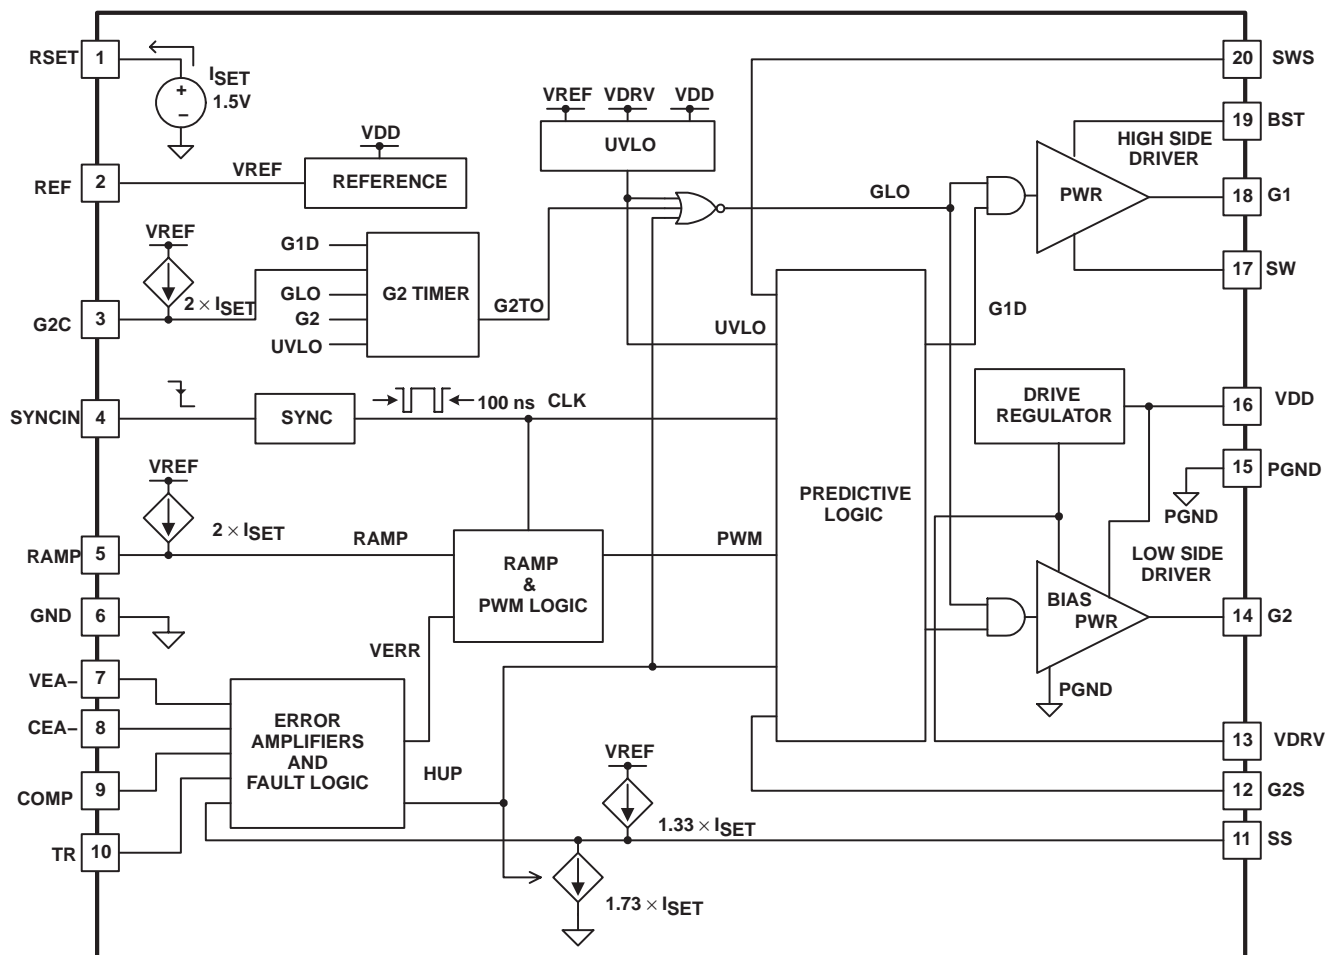 RSET 1
ISET
1.5V
+
–
REF 2
VREF
VDD
REFERENCE
VREF
2 × ISET
G2C 3
G1D
GLO
G2
UVLO
G2 TIMER
G2TO
VREF VDRV VDD
UVLO
GLO
UVLO
SYNCIN 4
SYNC
100 ns CLK
VREF
2 × ISET
RAMP 5
RAMP
RAMP
&
PWM LOGIC
PWM
GND 6
VERR
VEA– 7
CEA– 8
COMP 9
TR 10
ERROR
AMPLIFIERS
AND
FAULT LOGIC
HUP
VREF
1.33 × ISET
1.73 × ISET
PREDICTIVE
LOGIC
G1D
20 SWS
19 BST
HIGH SIDE
DRIVER
PWR
18 G1
17 SW
DRIVE
REGULATOR
16 VDD
15 PGND
PGND
LOW SIDE
DRIVER
BIAS
PWR
14 G2
PGND
13 VDRV
12 G2S
11 SS